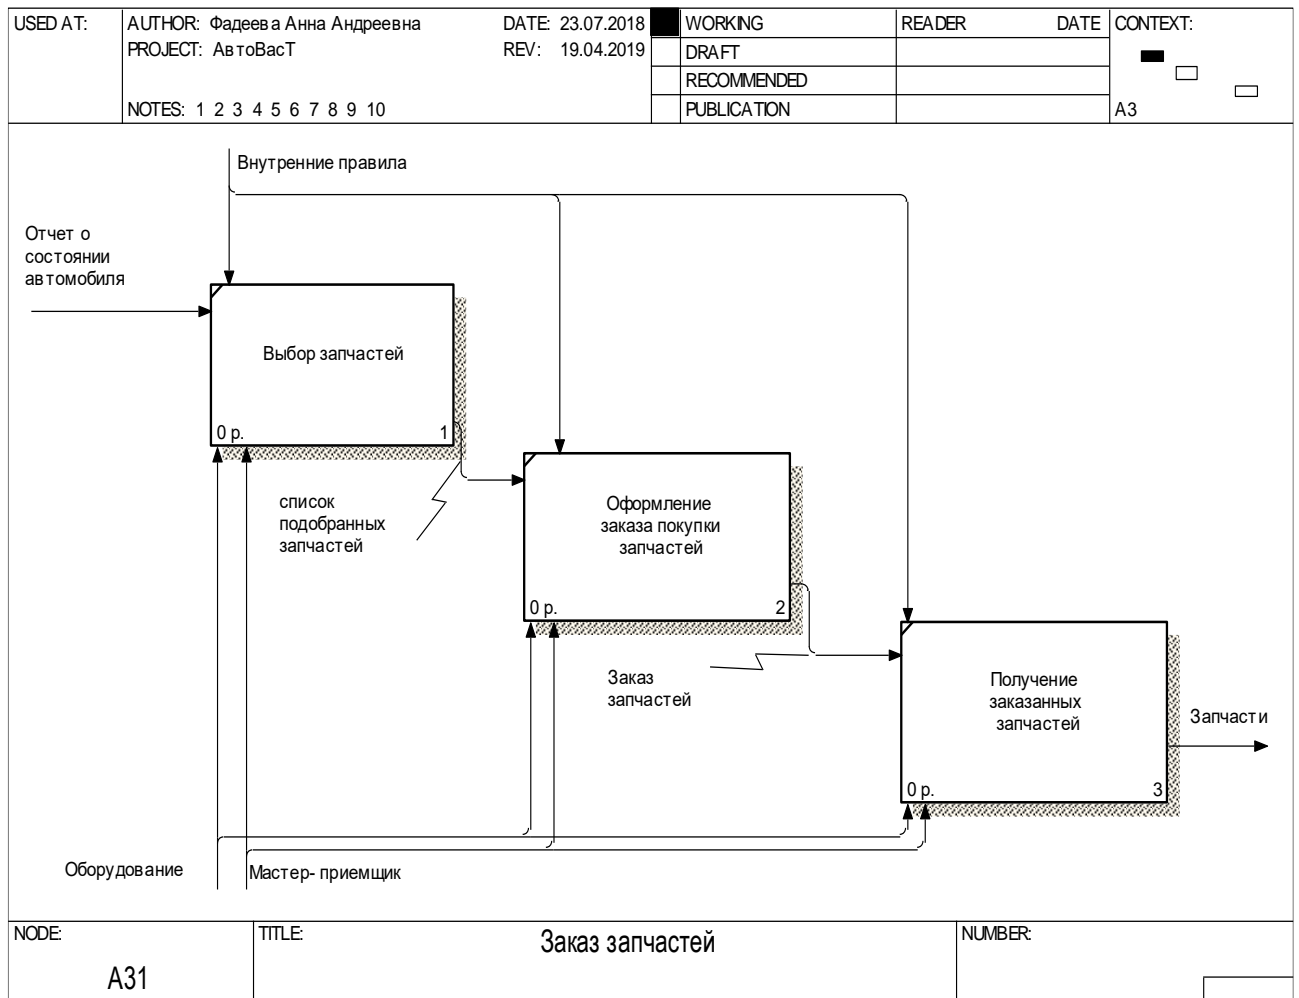 USED AT:
AUTHOR: Фадеева Анна Андреевна
DATE: 23.07.2018
PROJECT: АвтоВасТ
REV: 19.04.2019
NOTES: 1 2 3 4 5 6 7 8 9 10
WORKING
DRAFT
RECOMMENDED
PUBLICATION
READER
DATE
CONTEXT:
A3
Внутренние правила
Отчет о
состоянии
автомобиля
Выбор запчастей
0 р.
1
список
подобранных
запчастей
Оформление
заказа покупки
запчастей
0 р.
2
Заказ
запчастей
Получение
заказанных
запчастей
0 р.
3
Запчасти
Оборудование
Мастер- приемщик
NODE:
A31
TITLE:
Заказ запчастей
NUMBER: